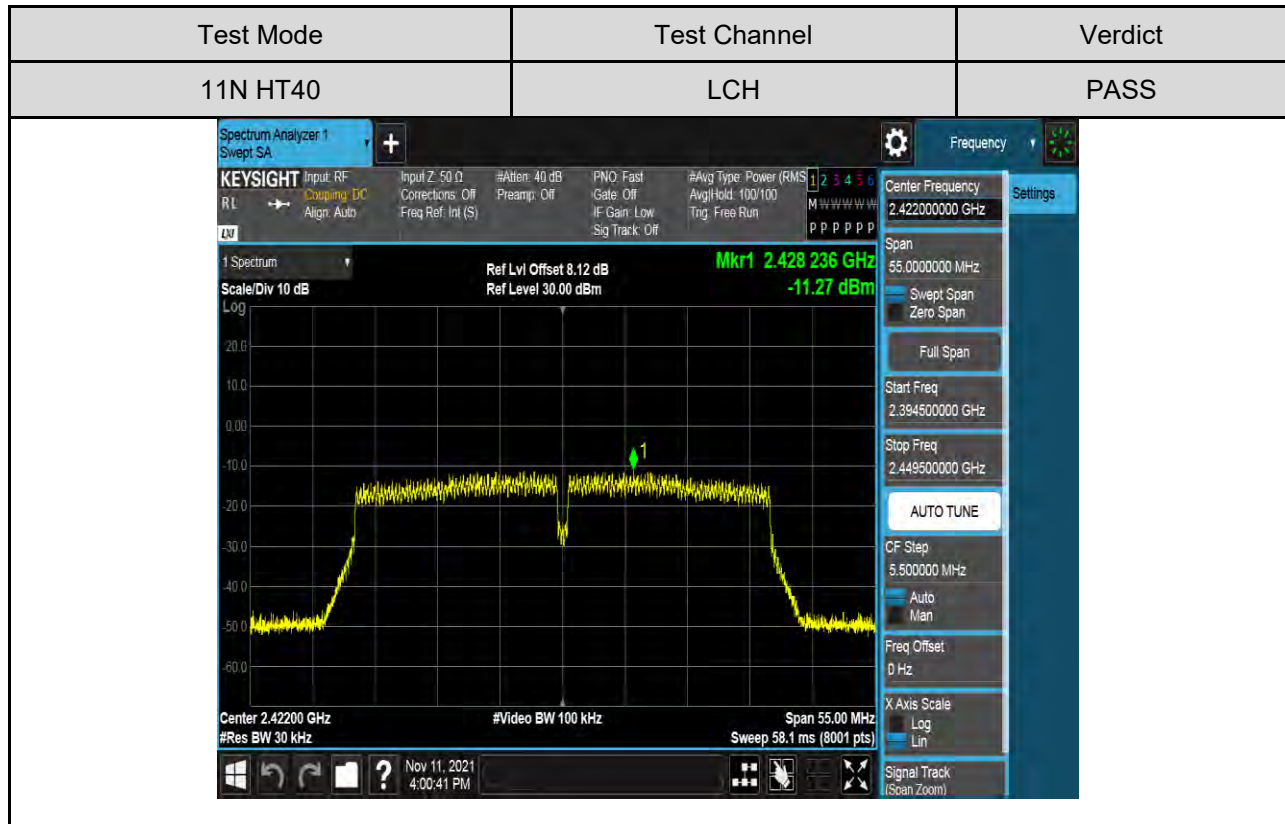 Test Mode Test Channel Verdict
11N HT40 LCH PASS
Spectrum Analyzer 1
Swept SA
+
Frequency
KEYSIGHT Input: RF Input Z: 50 Ω #Atten: 40 dB PNO: Fast #Avg Type: Power (RMS 1 2 3 4 5 6
RL Coupling: DC Corrections: Off Preamp: Off Gate: Off Avg|Hold: 100/100 M W W W W W
Align: Auto Freq Ref: Int (S) IF Gain: Low Trig: Free Run
LXI Sig Track: Off P P P P P P
1 Spectrum Ref Lvl Offset 8.12 dB Mkr1 2.428 236 GHz
Scale/Div 10 dB Ref Level 30.00 dBm -11.27 dBm
Log
20.0
10.0
0.00
1
-10.0
-20.0
-30.0
-40.0
-50.0
-60.0
Center 2.42200 GHz #Video BW 100 kHz Span 55.00 MHz
#Res BW 30 kHz Sweep 58.1 ms (8001 pts)
? Nov 11, 2021
4:00:41 PM
Center Frequency
2.422000000 GHz
Settings
Span
55.0000000 MHz
Swept Span
Zero Span
Full Span
Start Freq
2.394500000 GHz
Stop Freq
2.449500000 GHz
AUTO TUNE
CF Step
5.500000 MHz
Auto
Man
Freq Offset
0 Hz
X Axis Scale
Log
Lin
Signal Track
(Span Zoom)